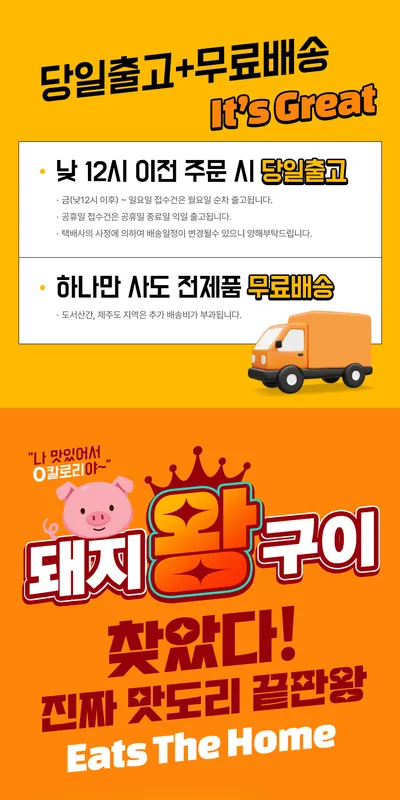 당일출고+무료배송
It's Great
낮 12시 이전 주문 시 당일출고
· 금(낮12시 이후) ~ 일요일 접수건은 월요일 순차 출고됩니다.
· 공휴일 접수건은 공휴일 종료일 익일 출고됩니다.
· 택배사의 사정에 의하여 배송일정이 변경될수 있으니 양해부탁드립니다.
하나만 사도 전제품 무료배송
· 도서산간, 제주도 지역은 추가 배송비가 부과됩니다.
"나 맛있어서
0칼로리야~"
돼지왕구이
찾았다!
진짜 맛도리 끝판왕
Eats The Home